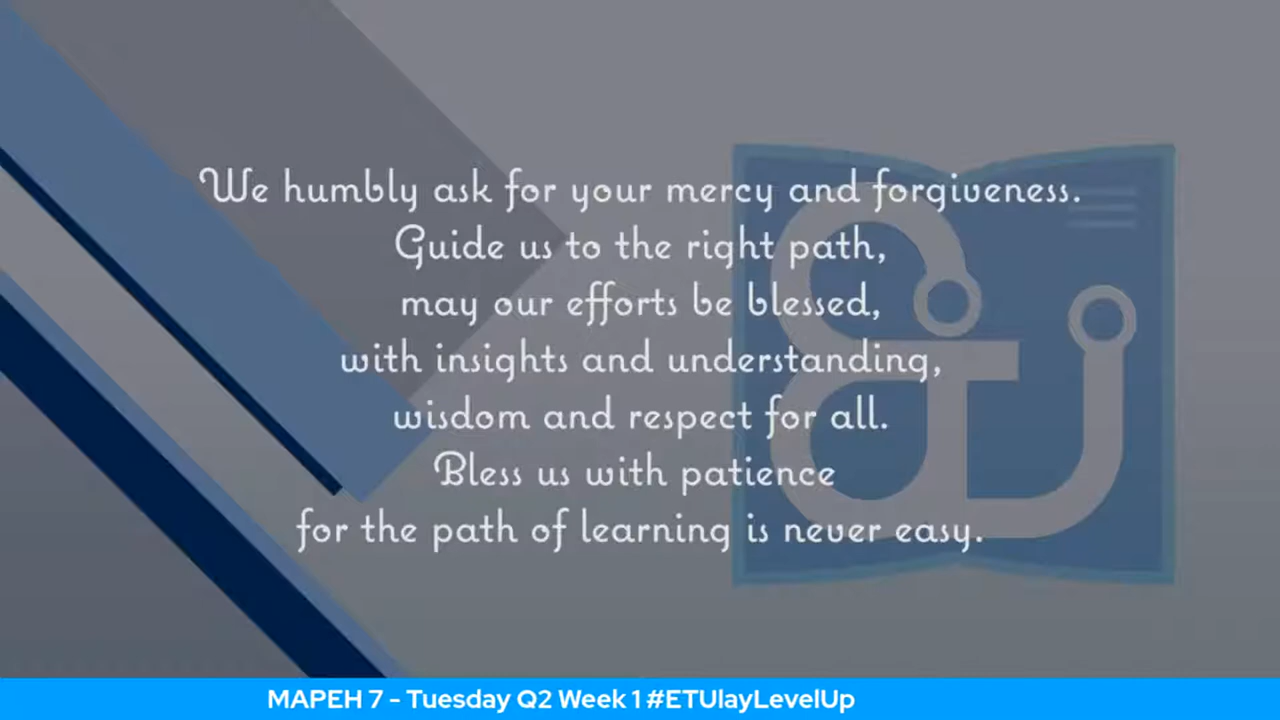 We humbly ask for your mercy and forgiveness.
Guide us to the right path,
may our efforts be blessed,
with insights and understanding,
wisdom and respect for all.
Bless us with patience
for the path of learning is never easy.
MAPEH 7 - Tuesday Q2 Week 1 #ETUlayLevelUp